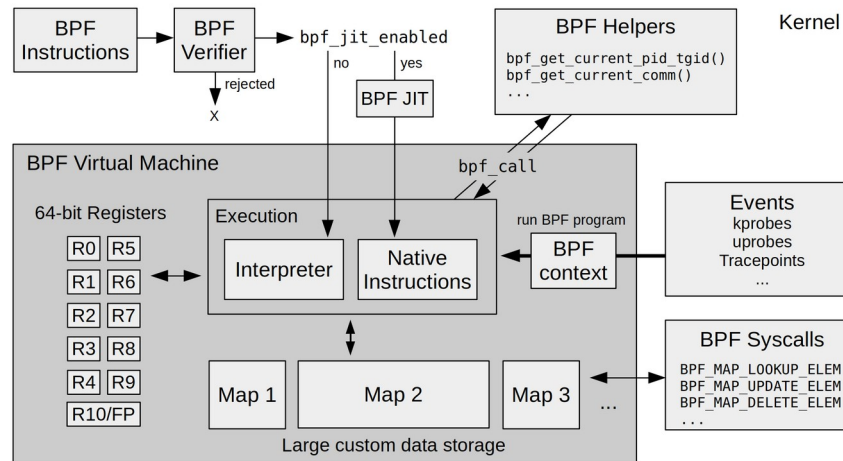 BPF
Instructions
BPF
Verifier
rejected
X
bpf_jit_enabled
no
yes
BPF JIT
BPF Helpers
bpf_get_current_pid_tgid()
bpf_get_current_comm()
...
Kernel
BPF Virtual Machine
bpf_call
64-bit Registers
R0 R5
R1 R6
R2 R7
R3 R8
R4 R9
R10/FP
Execution
Interpreter
Native
Instructions
run BPF program
BPF
context
Events
kprobes
uprobes
Tracepoints
...
Map 1
Map 2
Map 3
...
Large custom data storage
BPF Syscalls
BPF_MAP_LOOKUP_ELEM
BPF_MAP_UPDATE_ELEM
BPF_MAP_DELETE_ELEM
...